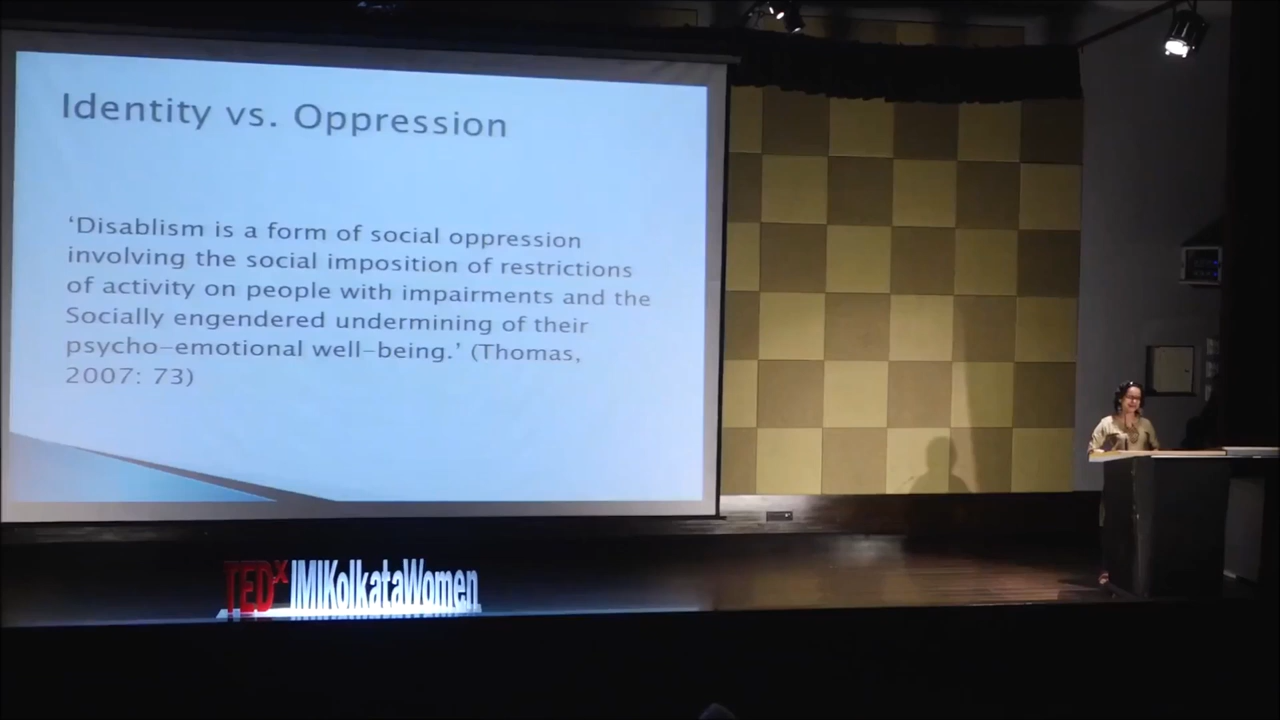 Identity vs. Oppression
‘Disablism is a form of social oppression
involving the social imposition of restrictions
of activity on people with impairments and the
Socially engendered undermining of their
psycho-emotional well-being.’ (Thomas,
2007: 73)
TEDx IMIKolkataWomen